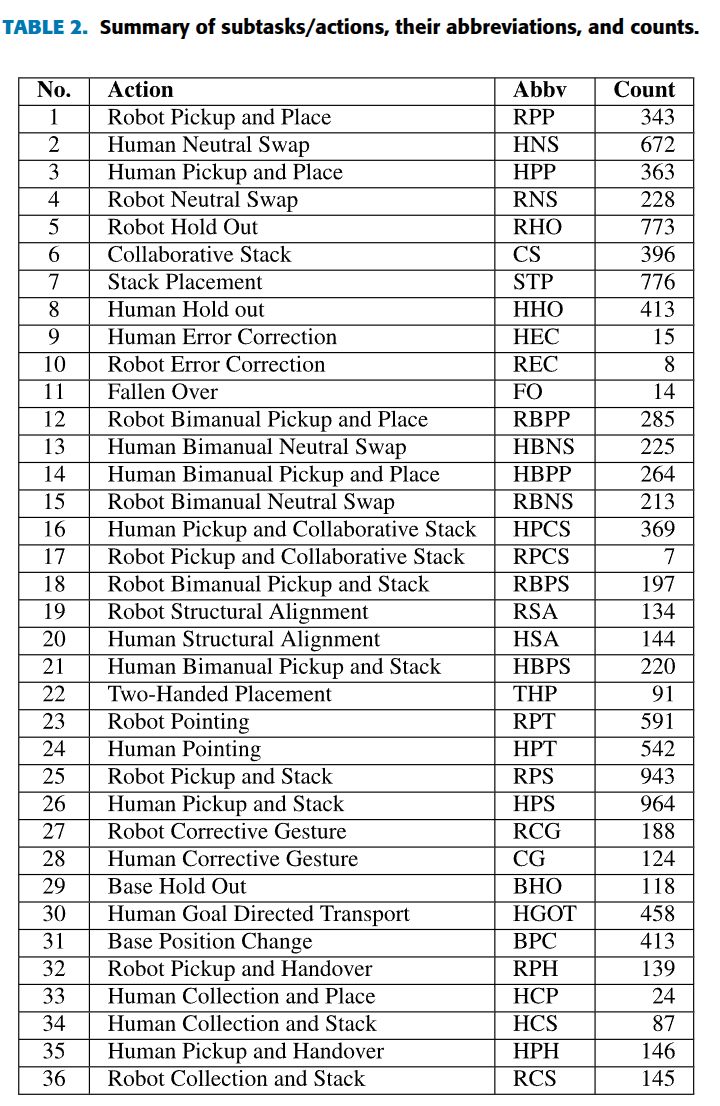 TABLE 2. Summary of subtasks/actions, their abbreviations, and counts.
No. Action Abbv Count
1 Robot Pickup and Place RPP 343
2 Human Neutral Swap HNS 672
3 Human Pickup and Place HPP 363
4 Robot Neutral Swap RNS 228
5 Robot Hold Out RHO 773
6 Collaborative Stack CS 396
7 Stack Placement STP 776
8 Human Hold out HHO 413
9 Human Error Correction HEC 15
10 Robot Error Correction REC 8
11 Fallen Over FO 14
12 Robot Bimanual Pickup and Place RBPP 285
13 Human Bimanual Neutral Swap HBNS 225
14 Human Bimanual Pickup and Place HBPP 264
15 Robot Bimanual Neutral Swap RBNS 213
16 Human Pickup and Collaborative Stack HPCS 369
17 Robot Pickup and Collaborative Stack RPCS 7
18 Robot Bimanual Pickup and Stack RBPS 197
19 Robot Structural Alignment RSA 134
20 Human Structural Alignment HSA 144
21 Human Bimanual Pickup and Stack HBPS 220
22 Two-Handed Placement THP 91
23 Robot Pointing RPT 591
24 Human Pointing HPT 542
25 Robot Pickup and Stack RPS 943
26 Human Pickup and Stack HPS 964
27 Robot Corrective Gesture RCG 188
28 Human Corrective Gesture CG 124
29 Base Hold Out BHO 118
30 Human Goal Directed Transport HGOT 458
31 Base Position Change BPC 413
32 Robot Pickup and Handover RPH 139
33 Human Collection and Place HCP 24
34 Human Collection and Stack HCS 87
35 Human Pickup and Handover HPH 146
36 Robot Collection and Stack RCS 145